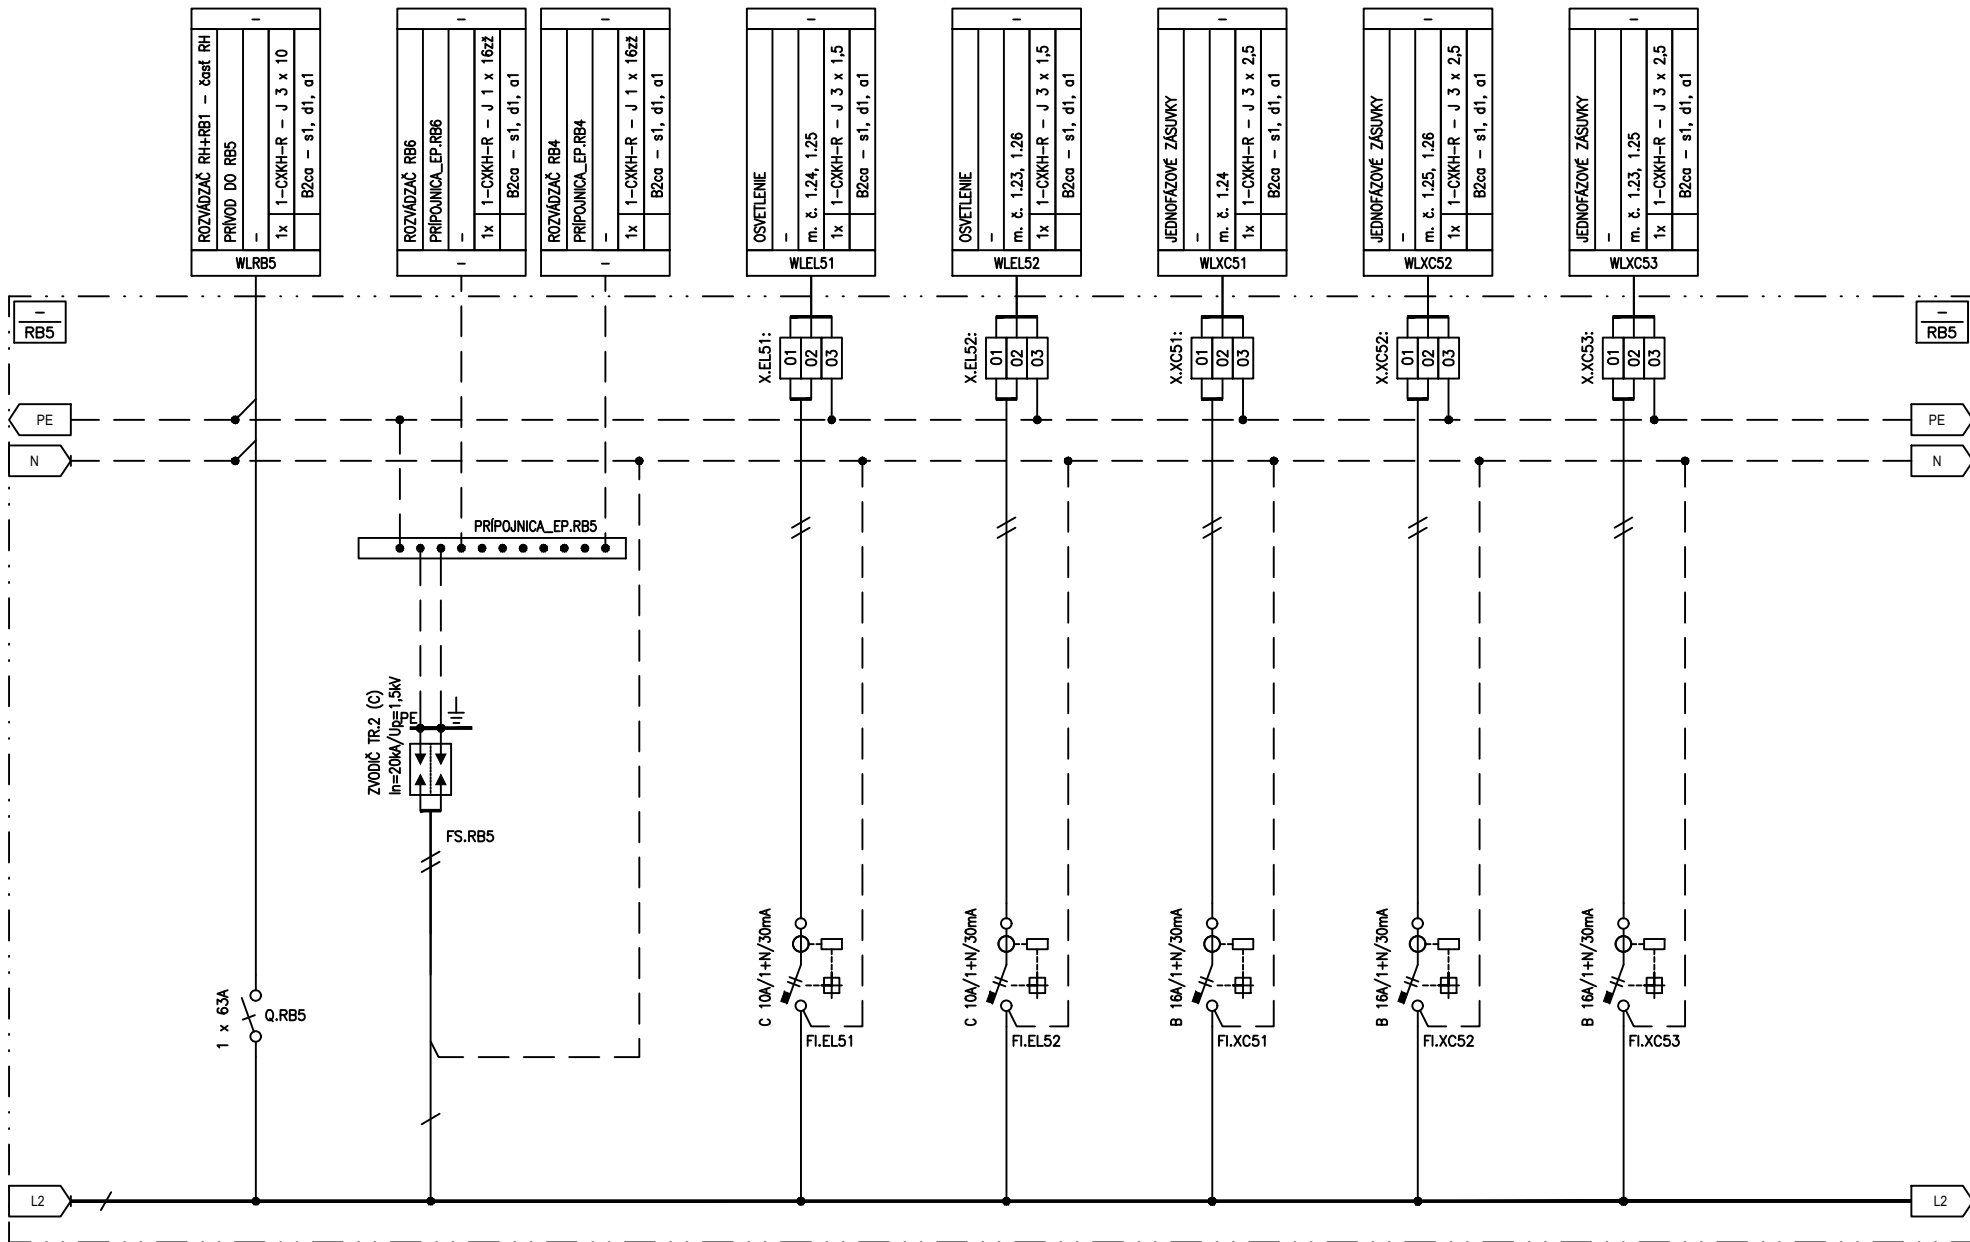 -
ROZVÁDZAČ RH+RB1 - časť RH
PRÍVOD DO RB5
-
1x 1-CXKH-R - J 3 x 10
B2ca - s1, d1, a1
WLRB5
-
ROZVÁDZAČ RB6
PRÍPOJNICA_EP.RB6
-
1x 1-CXKH-R - J 1 x 16zž
B2ca - s1, d1, a1
-
ROZVÁDZAČ RB4
PRÍPOJNICA_EP.RB4
-
1x 1-CXKH-R - J 1 x 16zž
B2ca - s1, d1, a1
-
-
OSVETLENIE
-
m. č. 1.24, 1.25
1x 1-CXKH-R - J 3 x 1,5
B2ca - s1, d1, a1
WLEL51
-
OSVETLENIE
-
m. č. 1.23, 1.26
1x 1-CXKH-R - J 3 x 1,5
B2ca - s1, d1, a1
WLEL52
-
JEDNOFÁZOVÉ ZÁSUVKY
-
m. č. 1.24
1x 1-CXKH-R - J 3 x 2,5
B2ca - s1, d1, a1
WLXC51
-
JEDNOFÁZOVÉ ZÁSUVKY
-
m. č. 1.25, 1.26
1x 1-CXKH-R - J 3 x 2,5
B2ca - s1, d1, a1
WLXC52
-
JEDNOFÁZOVÉ ZÁSUVKY
-
m. č. 1.23, 1.25
1x 1-CXKH-R - J 3 x 2,5
B2ca - s1, d1, a1
WLXC53
-
RB5
-
RB5
X.EL51:
01 02 03
X.EL52:
01 02 03
X.XC51:
01 02 03
X.XC52:
01 02 03
X.XC53:
01 02 03
PE
PE
N
N
PRÍPOJNICA_EP.RB5
ZVODIČ TR.2 (C)
In=20kA/Up=1,5kV
PE
FS.RB5
1 x 63A
Q.RB5
C 10A/1+N/30mA
FI.EL51
C 10A/1+N/30mA
FI.EL52
B 16A/1+N/30mA
FI.XC51
B 16A/1+N/30mA
FI.XC52
B 16A/1+N/30mA
FI.XC53
L2
L2